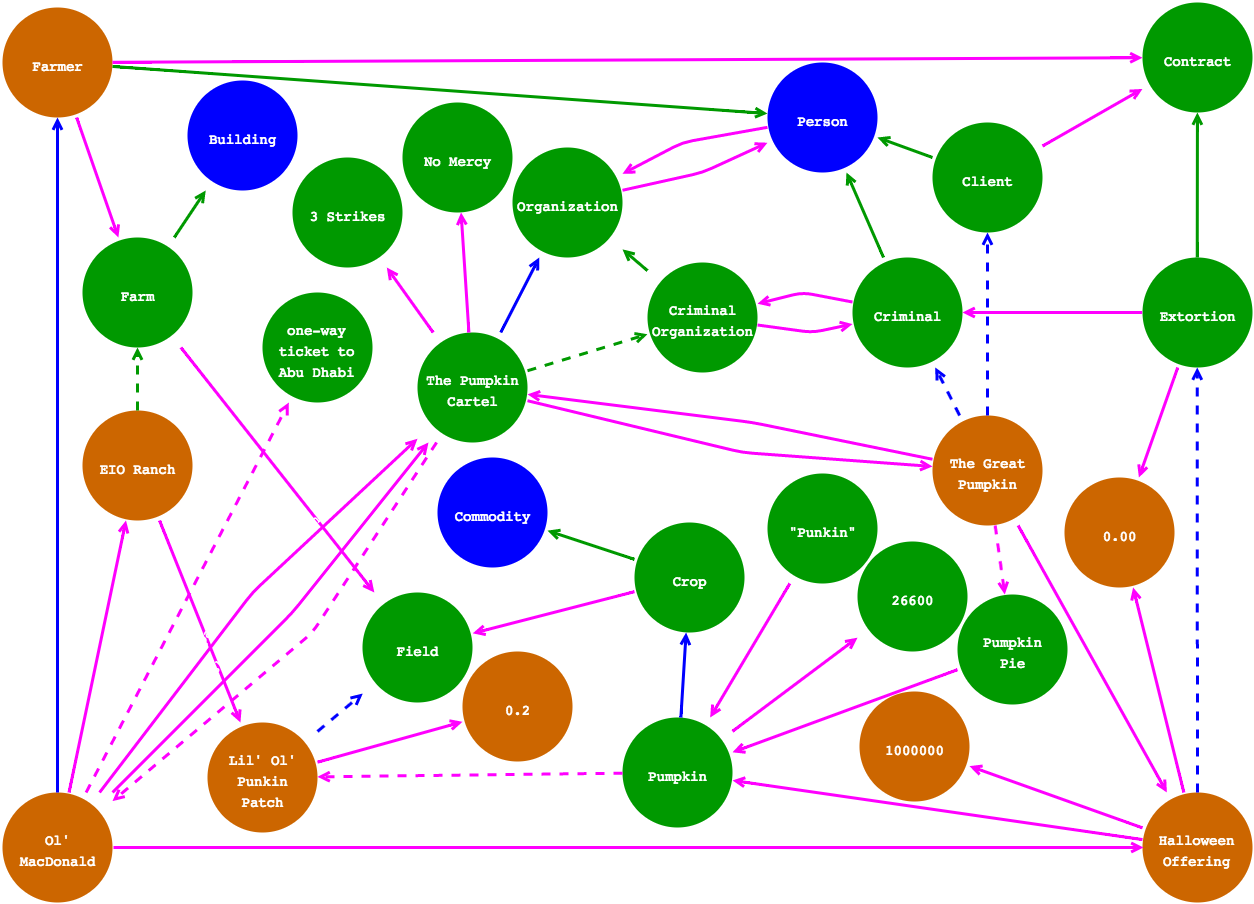 Farmer
Contract
Person
Building
No Mercy
Client
Organization
3 Strikes
Farm
Criminal
Organization
Criminal
Extortion
one-way
ticket to
Abu Dhabi
The Pumpkin
Cartel
EIO Ranch
The Great
Pumpkin
Commodity
"Punkin"
0.00
Crop
26600
Field
Pumpkin
Pie
0.2
1000000
Lil' Ol'
Punkin
Patch
Pumpkin
Ol'
MacDonald
Halloween
Offering